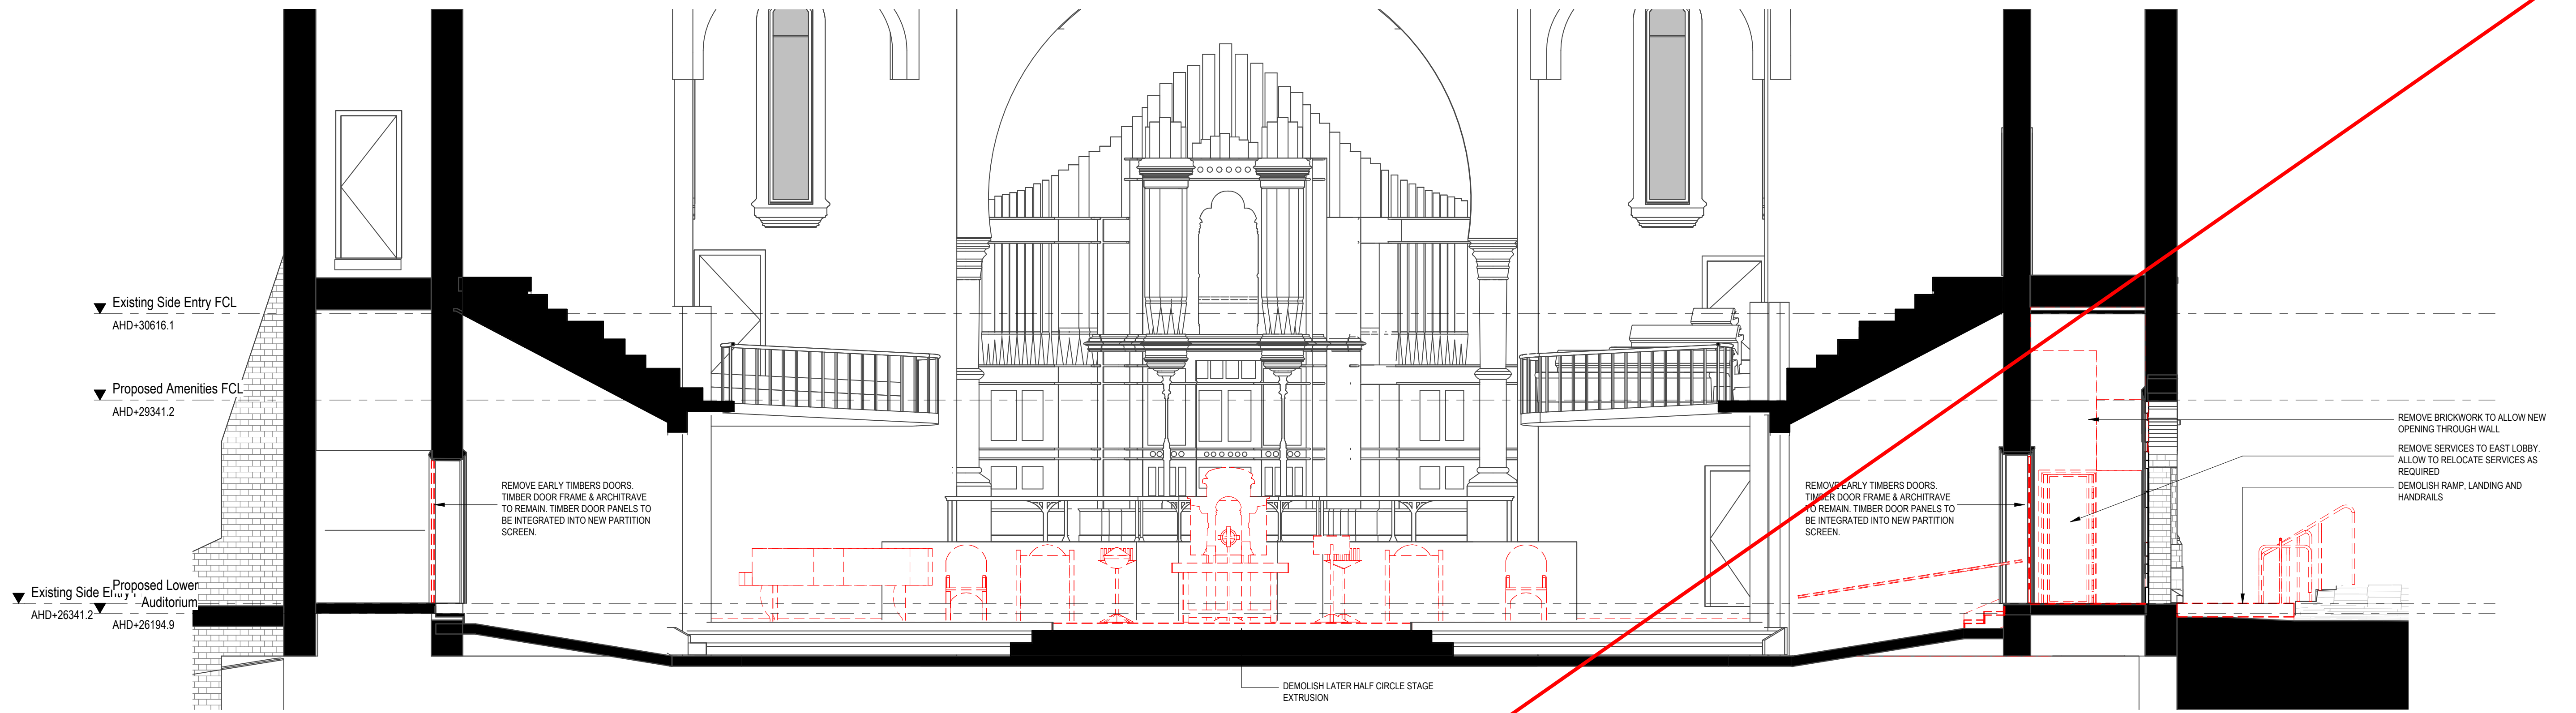 Existing Side Entry FCL
AHD+30616.1
Proposed Amenities FCL
AHD+29341.2
Existing Side Entry
AHD+26341.2
Proposed Lower
Auditorium
AHD+26194.9
REMOVE EARLY TIMBERS DOORS.
TIMBER DOOR FRAME & ARCHITRAVE
TO REMAIN. TIMBER DOOR PANELS TO
BE INTEGRATED INTO NEW PARTITION
SCREEN.
DEMOLISH LATER HALF CIRCLE STAGE
EXTRUSION
REMOVE EARLY TIMBERS DOORS.
TIMBER DOOR FRAME & ARCHITRAVE
TO REMAIN. TIMBER DOOR PANELS TO
BE INTEGRATED INTO NEW PARTITION
SCREEN.
REMOVE BRICKWORK TO ALLOW NEW
OPENING THROUGH WALL
REMOVE SERVICES TO EAST LOBBY.
ALLOW TO RELOCATE SERVICES AS
REQUIRED
DEMOLISH RAMP, LANDING AND
HANDRAILS